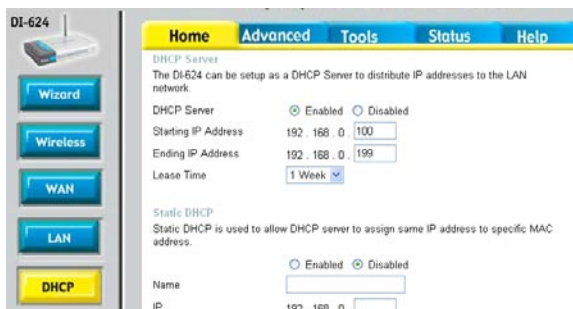 DI-624
Home Advanced Tools Status Help
Wizard
Wireless
WAN
LAN
DHCP
DHCP Server
The DI-624 can be setup as a DHCP Server to distribute IP addresses to the LAN
network.
DHCP Server Enabled Disabled
Starting IP Address 192 . 168 . 0 . 100
Ending IP Address 192 . 168 . 0 . 199
Lease Time 1 Week
Static DHCP
Static DHCP is used to allow DHCP server to assign same IP address to specific MAC
address.
Enabled Disabled
Name
IP 192 . 168 . 0 .